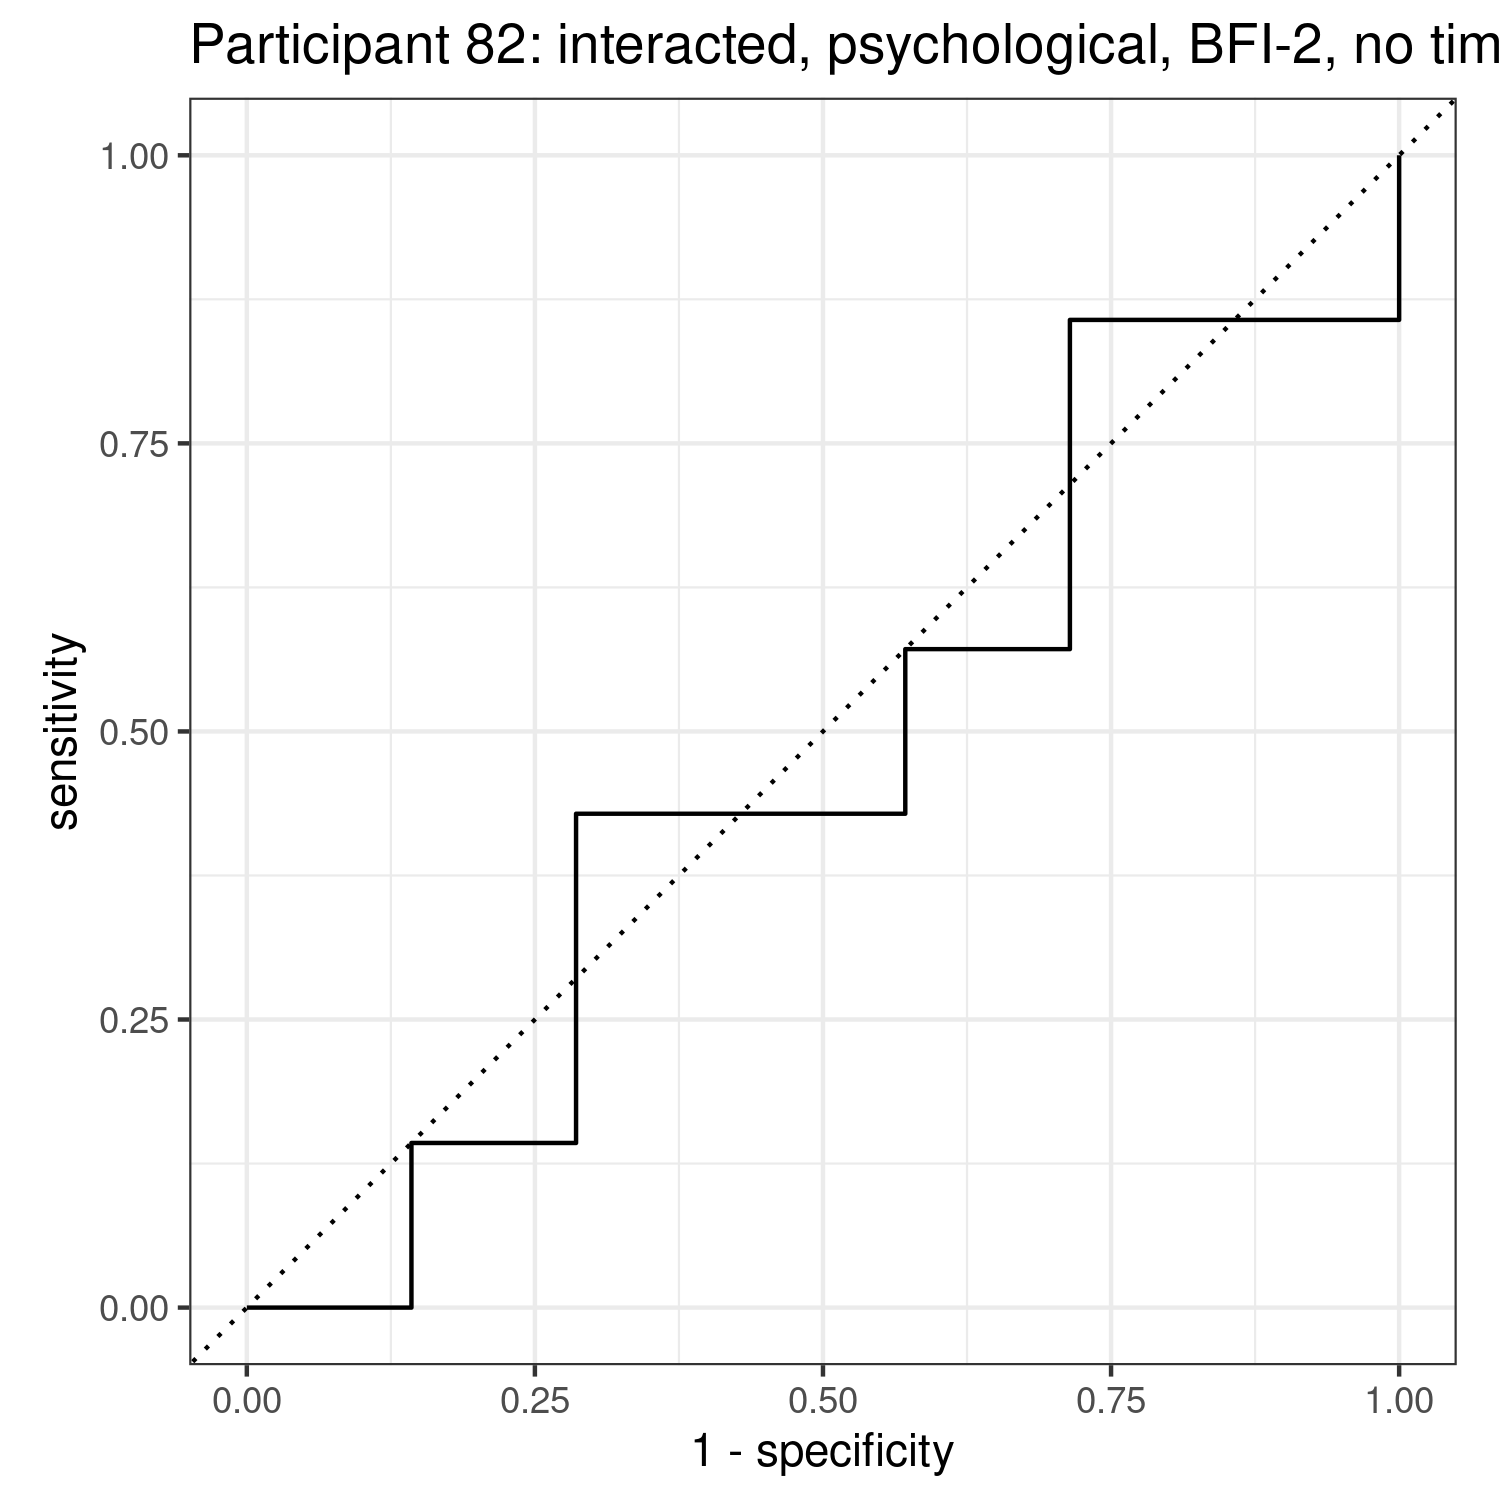 Participant 82: interacted, psychological, BFI-2, no tim
1.00
0.75
0.50
0.25
0.00
sensitivity
0.00 0.25 0.50 0.75 1.00
1 - specificity